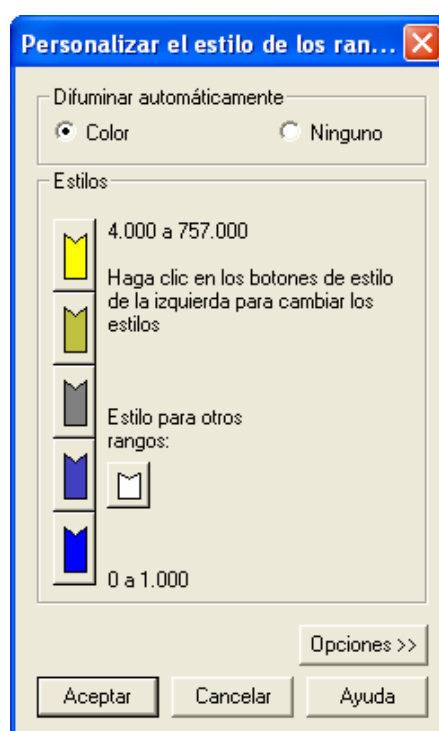 Personalizar el estilo de los ran...
Difuminar automáticamente
Color
Ninguno
Estilos
4.000 a 757.000
Haga clic en los botones de estilo
de la izquierda para cambiar los
estilos
Estilo para otros
rangos:
0 a 1.000
Opciones >>
Aceptar
Cancelar
Ayuda